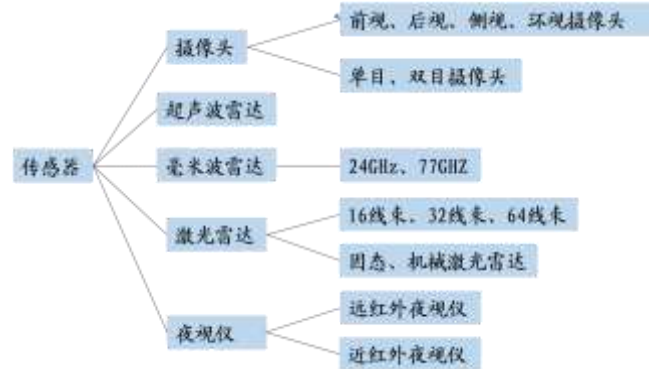 传感器
摄像头
前视、后视、侧视、环视摄像头
单目、双目摄像头
超声波雷达
毫米波雷达
24GHz、77GHZ
激光雷达
16线束、32线束、64线束
固态、机械激光雷达
夜视仪
远红外夜视仪
近红外夜视仪